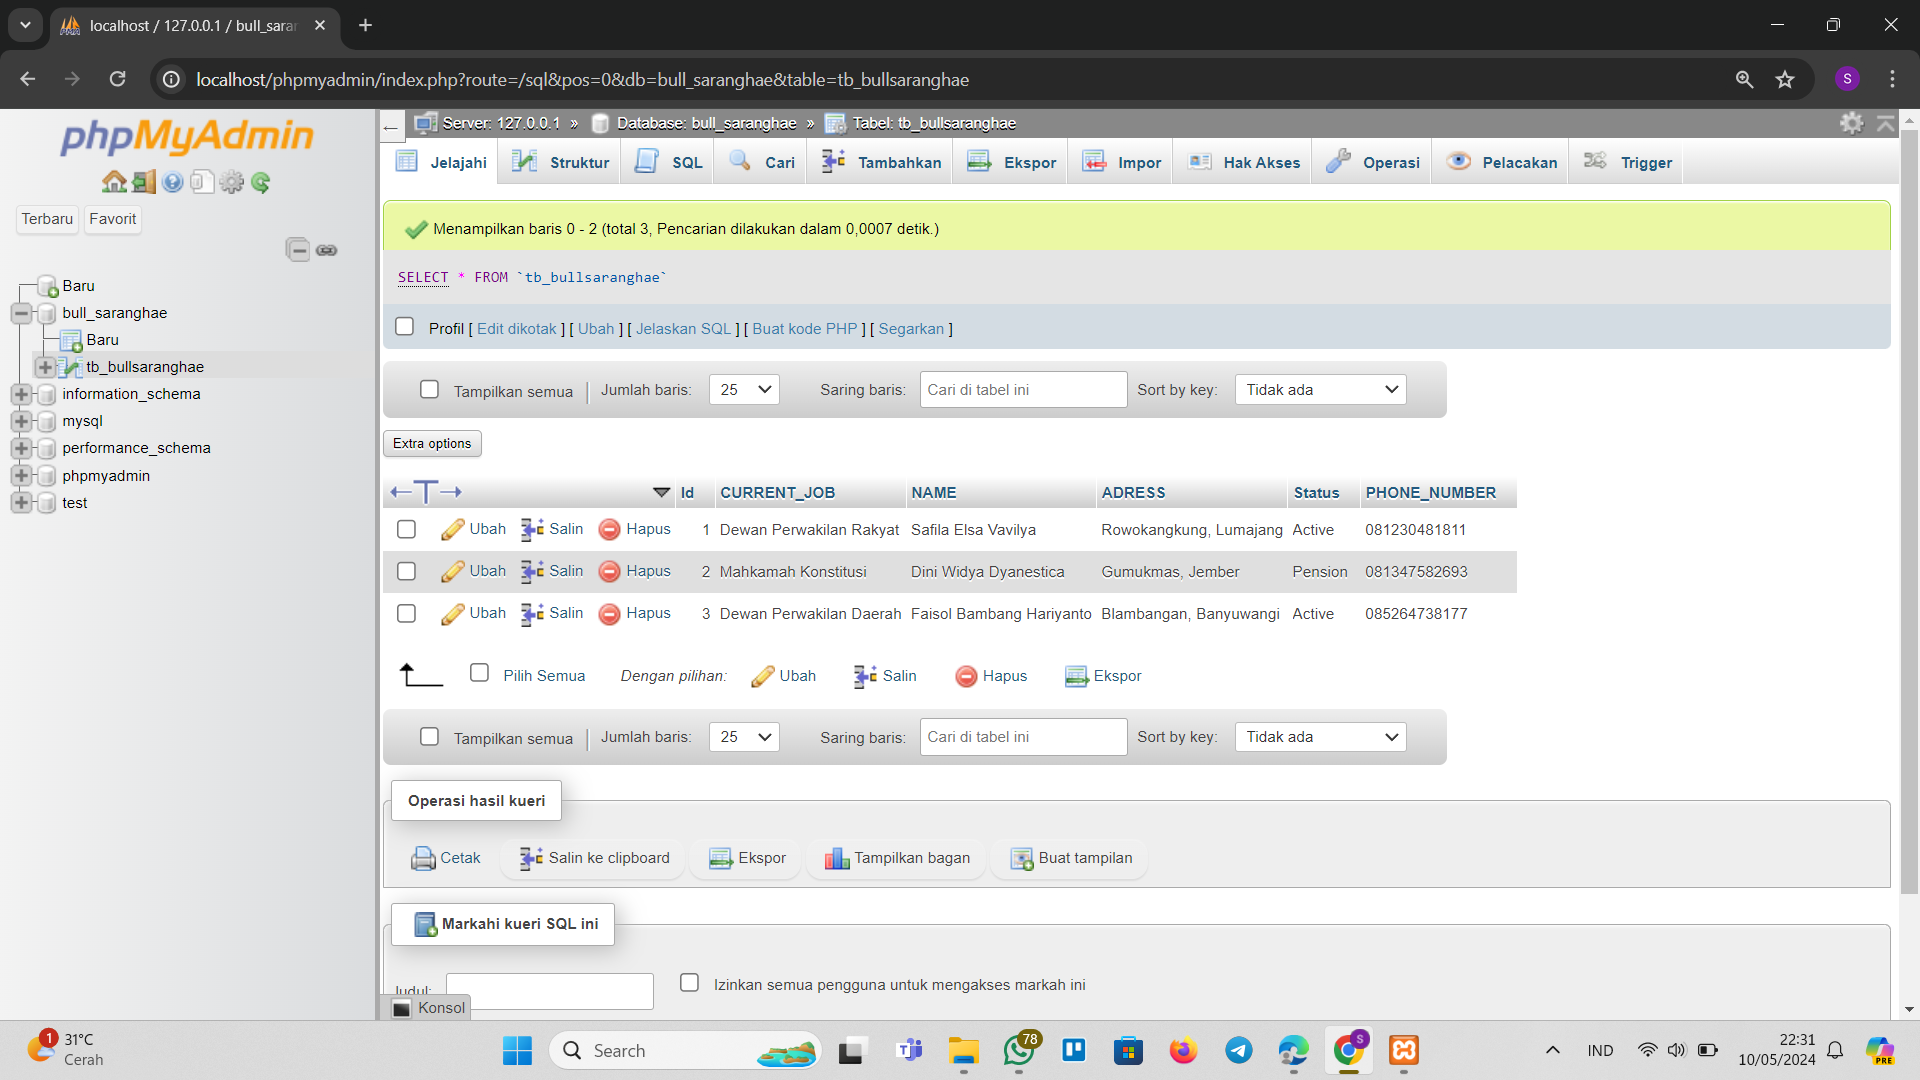 localhost / 127.0.0.1 / bull_saran
localhost/phpmyadmin/index.php?route=/sql&pos=0&db=bull_saranghae&table=tb_bullsaranghae
S
phpMyAdmin
Terbaru Favorit
Baru
bull_saranghae
Baru
tb_bullsaranghae
information_schema
mysql
performance_schema
phpmyadmin
test
Server: 127.0.0.1 » Database: bull_saranghae » Tabel: tb_bullsaranghae
Jelajahi Struktur SQL Cari Tambahkan Ekspor Impor Hak Akses Operasi Pelacakan Trigger
Menampilkan baris 0 - 2 (total 3, Pencarian dilakukan dalam 0,0007 detik.)
SELECT * FROM `tb_bullsaranghae`
Profil [ Edit dikotak ] [ Ubah ] [ Jelaskan SQL ] [ Buat kode PHP ] [ Segarkan ]
Tampilkan semua Jumlah baris: 25 Saring baris: Cari di tabel ini Sort by key: Tidak ada
Extra options
Id CURRENT_JOB NAME ADRESS Status PHONE_NUMBER
Ubah Salin Hapus 1 Dewan Perwakilan Rakyat Safila Elsa Vavilya Rowokangkung, Lumajang Active 081230481811
Ubah Salin Hapus 2 Mahkamah Konstitusi Dini Widya Dyanestica Gumukmas, Jember Pension 081347582693
Ubah Salin Hapus 3 Dewan Perwakilan Daerah Faisol Bambang Hariyanto Blambangan, Banyuwangi Active 085264738177
Pilih Semua Dengan pilihan: Ubah Salin Hapus Ekspor
Tampilkan semua Jumlah baris: 25 Saring baris: Cari di tabel ini Sort by key: Tidak ada
Operasi hasil kueri
Cetak Salin ke clipboard Ekspor Tampilkan bagan Buat tampilan
Markahi kueri SQL ini
Judul: Izinkan semua pengguna untuk mengakses markah ini
Konsol
1 31°C
Cerah
Search
78
S
IND
22:31
10/05/2024
PRE